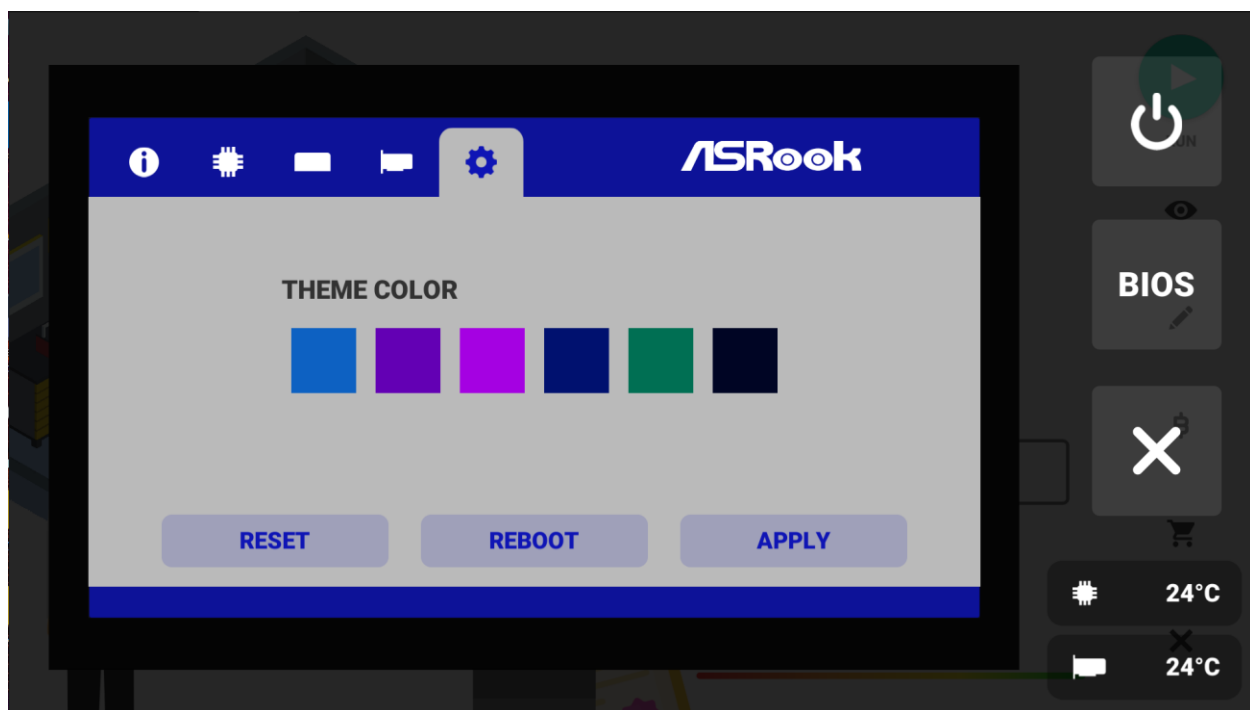 ASRook
THEME COLOR
RESET
REBOOT
APPLY
BIOS
24°C
24°C